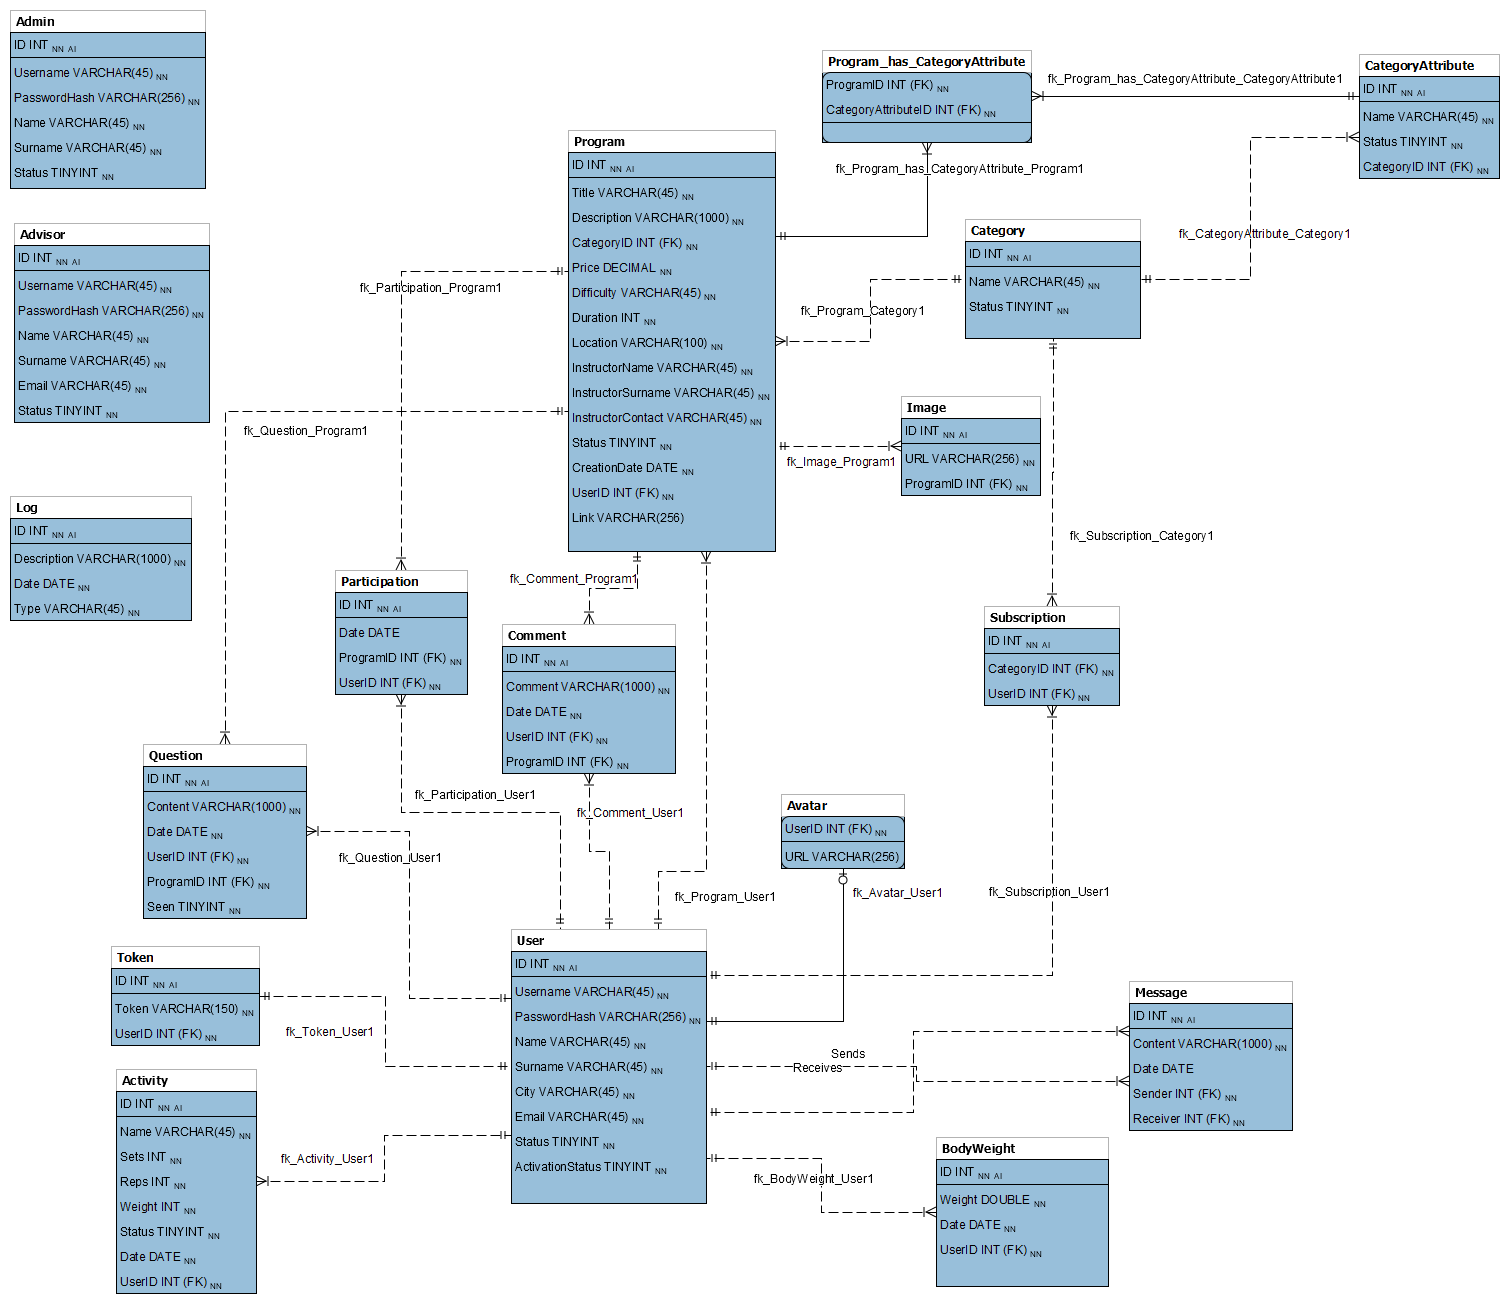 Admin
ID INT NN AI
Username VARCHAR(45) NN
PasswordHash VARCHAR(256) NN
Name VARCHAR(45) NN
Surname VARCHAR(45) NN
Status TINYINT NN
Advisor
ID INT NN AI
Username VARCHAR(45) NN
PasswordHash VARCHAR(256) NN
Name VARCHAR(45) NN
Surname VARCHAR(45) NN
Email VARCHAR(45) NN
Status TINYINT NN
Log
ID INT NN AI
Description VARCHAR(1000) NN
Date DATE NN
Type VARCHAR(45) NN
Program
ID INT NN AI
Title VARCHAR(45) NN
Description VARCHAR(1000) NN
CategoryID INT (FK) NN
Price DECIMAL NN
Difficulty VARCHAR(45) NN
Duration INT NN
Location VARCHAR(100) NN
InstructorName VARCHAR(45) NN
InstructorSurname VARCHAR(45) NN
InstructorContact VARCHAR(45) NN
Status TINYINT NN
CreationDate DATE NN
UserID INT (FK) NN
Link VARCHAR(256)
Program_has_CategoryAttribute
ProgramID INT (FK) NN
CategoryAttributeID INT (FK) NN
fk_Program_has_CategoryAttribute_CategoryAttribute1
fk_Program_has_CategoryAttribute_Program1
CategoryAttribute
ID INT NN AI
Name VARCHAR(45) NN
Status TINYINT NN
CategoryID INT (FK) NN
fk_CategoryAttribute_Category1
Category
ID INT NN AI
Name VARCHAR(45) NN
Status TINYINT NN
fk_Program_Category1
fk_Participation_Program1
fk_Question_Program1
Image
ID INT NN AI
URL VARCHAR(256) NN
ProgramID INT (FK) NN
fk_Image_Program1
fk_Subscription_Category1
fk_Comment_Program1
Participation
ID INT NN AI
Date DATE
ProgramID INT (FK) NN
UserID INT (FK) NN
Comment
ID INT NN AI
Comment VARCHAR(1000) NN
Date DATE NN
UserID INT (FK) NN
ProgramID INT (FK) NN
Subscription
ID INT NN AI
CategoryID INT (FK) NN
UserID INT (FK) NN
Question
ID INT NN AI
Content VARCHAR(1000) NN
Date DATE NN
UserID INT (FK) NN
ProgramID INT (FK) NN
Seen TINYINT NN
fk_Participation_User1
fk_Comment_User1
fk_Question_User1
fk_Program_User1
Avatar
UserID INT (FK) NN
URL VARCHAR(256)
fk_Avatar_User1
fk_Subscription_User1
Token
ID INT NN AI
Token VARCHAR(150) NN
UserID INT (FK) NN
fk_Token_User1
User
ID INT NN AI
Username VARCHAR(45) NN
PasswordHash VARCHAR(256) NN
Name VARCHAR(45) NN
Surname VARCHAR(45) NN
City VARCHAR(45) NN
Email VARCHAR(45) NN
Status TINYINT NN
ActivationStatus TINYINT NN
Sends
Receives
Message
ID INT NN AI
Content VARCHAR(1000) NN
Date DATE
Sender INT (FK) NN
Receiver INT (FK) NN
Activity
ID INT NN AI
Name VARCHAR(45) NN
Sets INT NN
Reps INT NN
Weight INT NN
Status TINYINT NN
Date DATE NN
UserID INT (FK) NN
fk_Activity_User1
fk_BodyWeight_User1
BodyWeight
ID INT NN AI
Weight DOUBLE NN
Date DATE NN
UserID INT (FK) NN